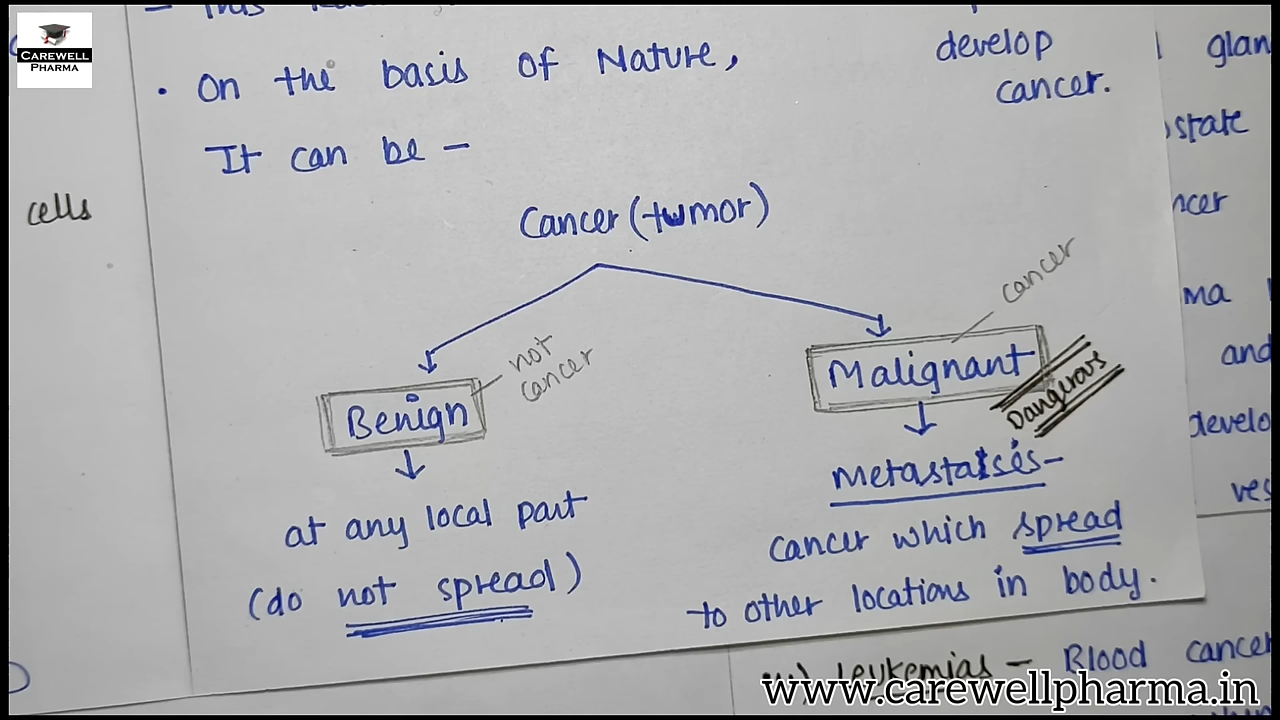 CAREWELL
PHARMA
• On the basis of Nature,
It can be -
develop
cancer.
cells
Cancer (tumor)
Benign
not
cancer
Malignant
cancer
Dangerous
at any local part
(do not spread)
Metastases-
cancer which spread
to other locations in body.
glan
state
ncer
ma
and
develo
ves
leukemias - Blood cancer
www.carewellpharma.in